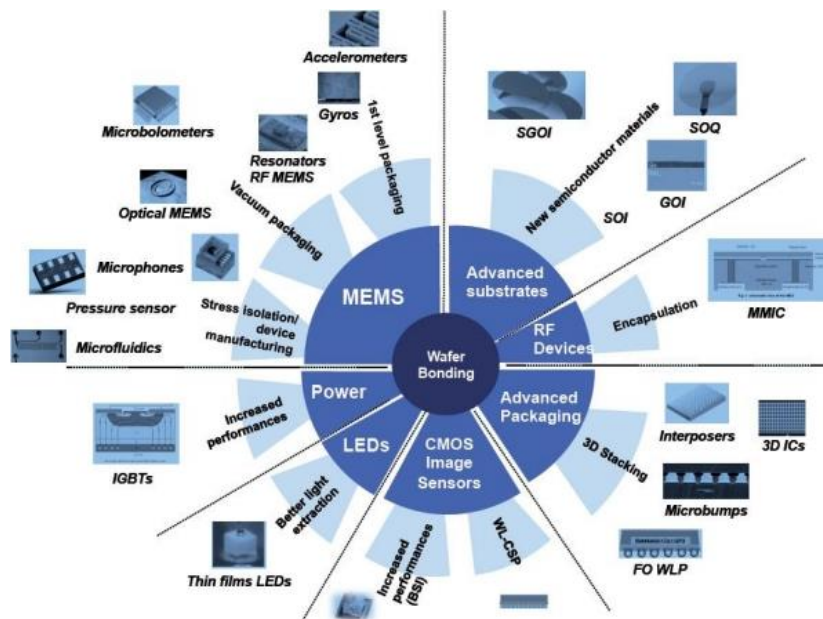 Accelerometers
Gyros
Microbolometers
Resonators
RF MEMS
Optical MEMS
Microphones
Pressure sensor
Microfluidics
1st level packaging
Vacuum packaging
Stress isolation/
device
manufacturing
MEMS
SGOI
New semiconductor materials
SOQ
GOI
SOI
Advanced
substrates
RF
Devices
Encapsulation
MMIC
Wafer
Bonding
Power
Increased
performances
IGBTs
LEDs
Better light
extraction
Thin films LEDs
CMOS
Image
Sensors
Increased
performances
(BSI)
WL-CSP
Advanced
Packaging
3D Stacking
Interposers
3D ICs
Microbumps
FO WLP